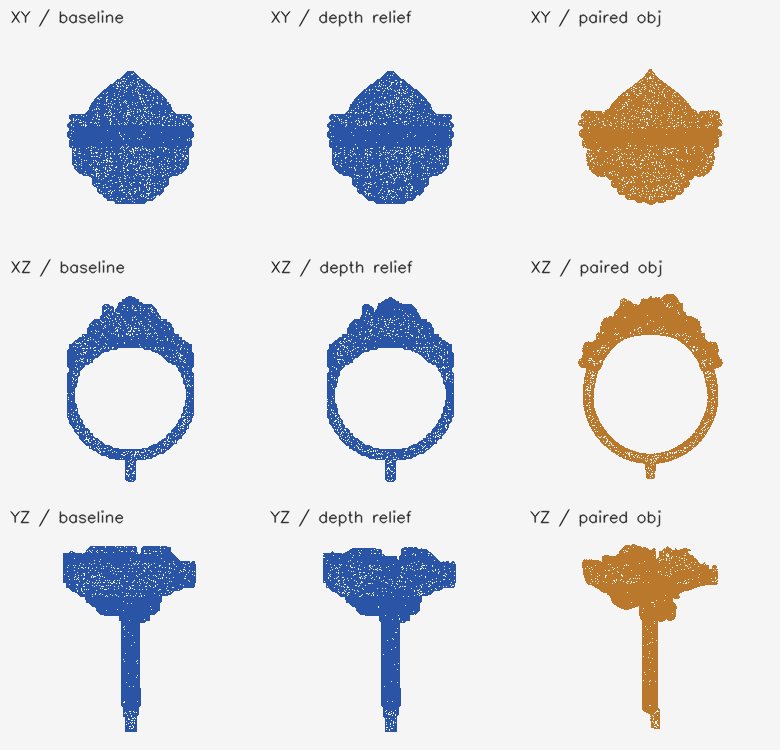 XY / baseline
XY / depth relief
XY / paired obj
XZ / baseline
XZ / depth relief
XZ / paired obj
YZ / baseline
YZ / depth relief
YZ / paired obj